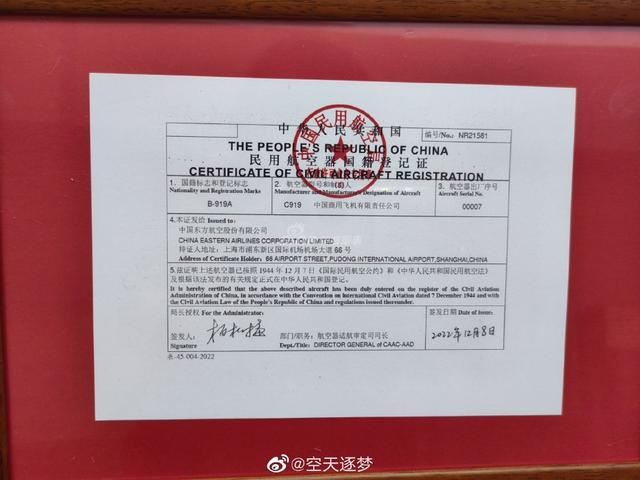 中华人民共和国
编号/No.: NR21561
THE PEOPLE'S REPUBLIC OF CHINA
民用航空器国籍登记证
CERTIFICATE OF CIVIL AIRCRAFT REGISTRATION
中国民用航空局
1. 国籍标志和登记标志
Nationality and Registration Marks
B-919A
2. 航空器型号和制造人
Manufacturer and Manufacturer's Designation of Aircraft
C919 中国商用飞机有限责任公司
3. 航空器出厂序号
Aircraft Serial No.
00007
4.本证发给 Issued to:
中国东方航空股份有限公司
CHINA EASTERN AIRLINES CORPORATION LIMITED
持证人地址:上海市浦东新区国际机场机场大道 66 号
Address of Certificate Holder: 66 AIRPORT STREET,PUDONG INTERNATIONAL AIRPORT,SHANGHAI,CHINA
5.兹证明上述航空器已按照 1944 年 12 月 7 日《国际民用航空公约》和《中华人民共和国民用航空法》
及根据该法发布的有关规定正式在中华人民共和国登记。
It is hereby certified that the above described aircraft has been duly entered on the register of the Civil Aviation
Administration of China, in accordance with the Convention on International Civil Aviation dated 7 December 1944 and with
the Civil Aviation Law of the People's Republic of China and regulations issued thereunder.
局长授权 For the Administrator:
签发人:
Signature
部门/职务:航空器适航审定司司长
Dept./Title: DIRECTOR GENERAL of CAAC-AAD
签发日期 Date of Issue:
2022年12月8日
表-45-004-2022
@空天逐梦